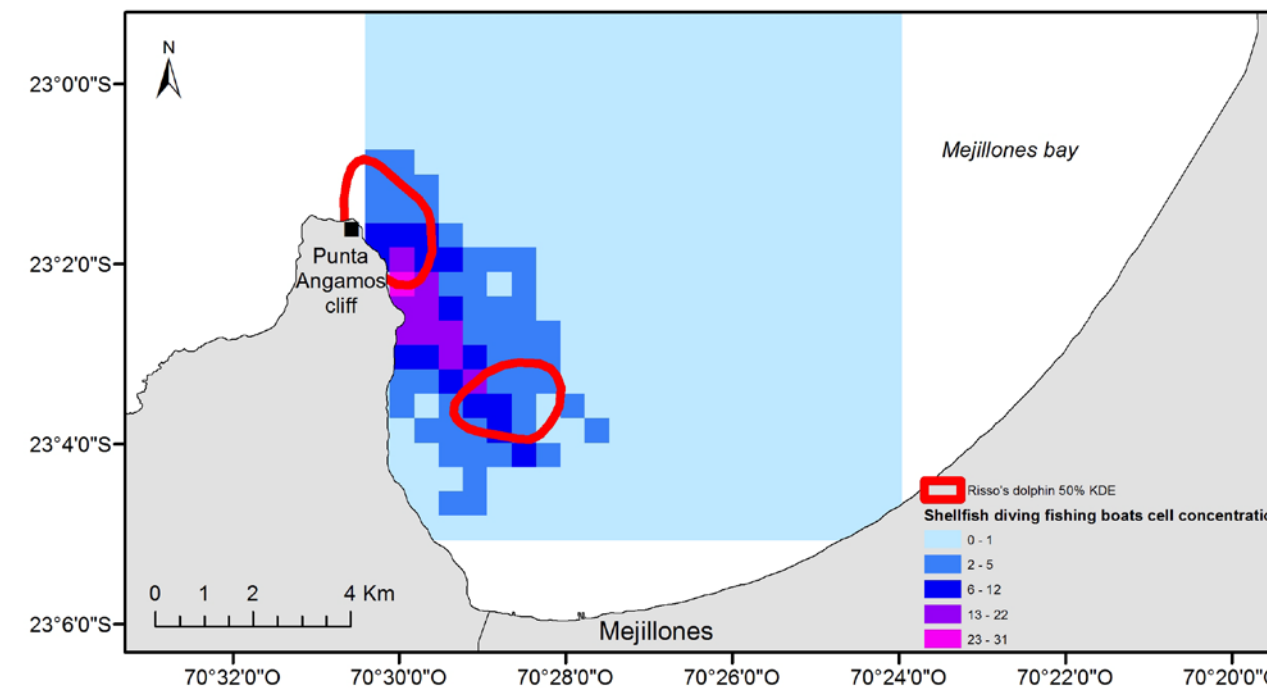 N
23°0'0"S
Mejillones bay
23°2'0"S
Punta
Angamos
cliff
23°4'0"S
Risso's dolphin 50% KDE
Shellfish diving fishing boats cell concentratio
0 - 1
2 - 5
6 - 12
13 - 22
23 - 31
0 1 2 4 Km
23°6'0"S
Mejillones
70°32'0"O 70°30'0"O 70°28'0"O 70°26'0"O 70°24'0"O 70°22'0"O 70°20'0"O